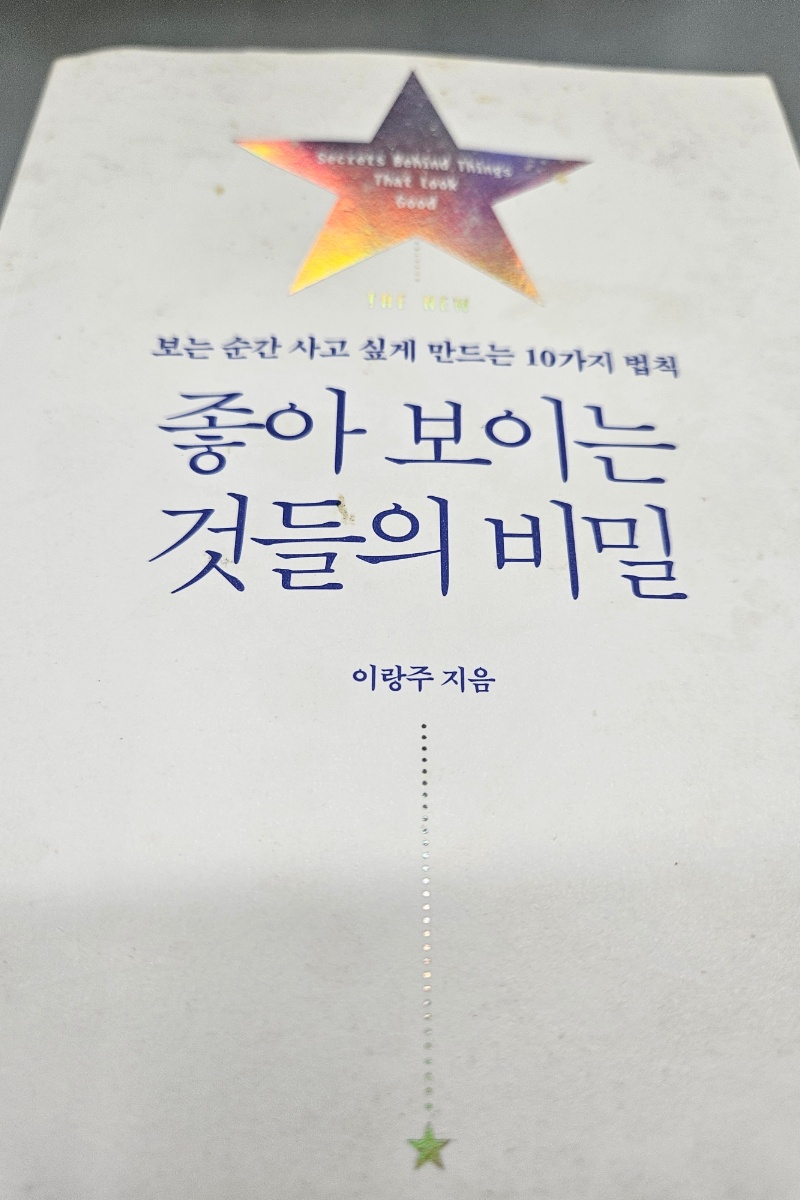 Secrets Behind Things
That Look
Good
THE NEW
보는 순간 사고 싶게 만드는 10가지 법칙
좋아 보이는
것들의 비밀
이랑주 지음